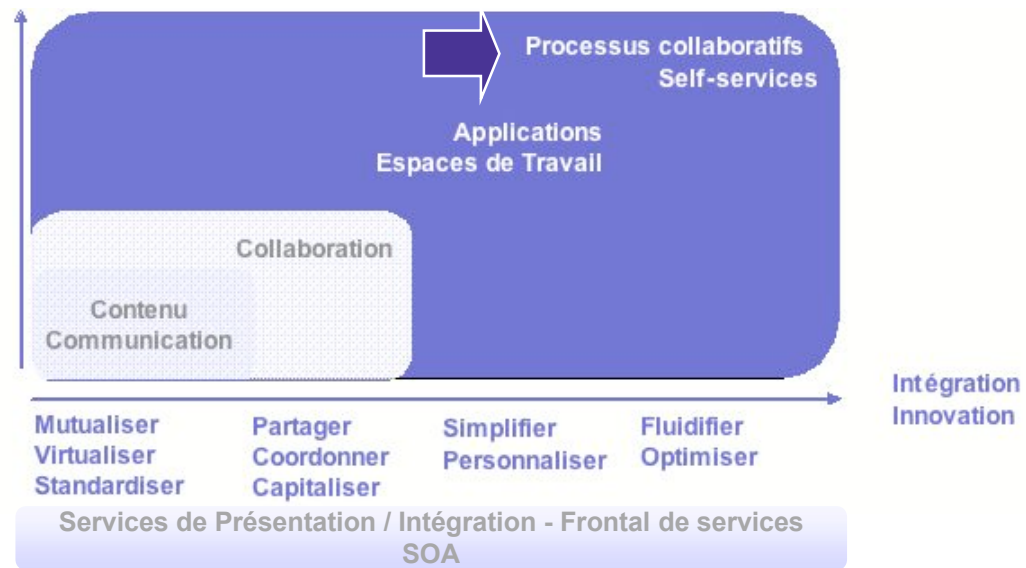 Processus collaboratifs
Self-services
Applications
Espaces de Travail
Collaboration
Contenu
Communication
Intégration
Innovation
Mutualiser
Virtualiser
Standardiser
Partager
Coordonner
Capitaliser
Simplifier
Personnaliser
Fluidifier
Optimiser
Services de Présentation / Intégration - Frontal de services
SOA